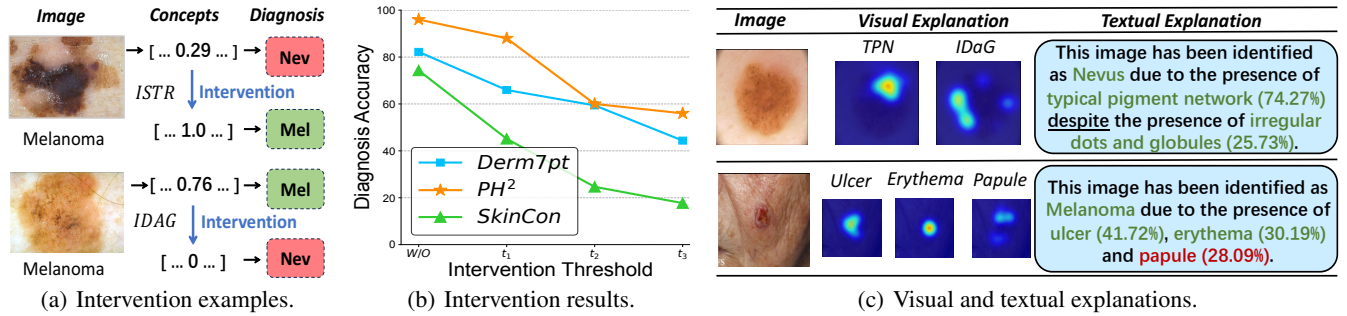 Image Concepts Diagnosis
[ ... 0.29 ... ]
Nev
ISTR
Intervention
[ ... 1.0 ... ]
Mel
Melanoma
[ ... 0.76 ... ]
Mel
IDAG
Intervention
[ ... 0 ... ]
Nev
Melanoma
(a) Intervention examples.
Diagnosis Accuracy
100
80
60
40
20
0
Derm7pt
PH²
SkinCon
W/O t₁ t₂ t₃
Intervention Threshold
(b) Intervention results.
Image Visual Explanation Textual Explanation
TPN IDaG
This image has been identified
as Nevus due to the presence of
typical pigment network (74.27%)
despite the presence of irregular
dots and globules (25.73%).
Ulcer Erythema Papule
This image has been identified as
Melanoma due to the presence of
ulcer (41.72%), erythema (30.19%)
and papule (28.09%).
(c) Visual and textual explanations.